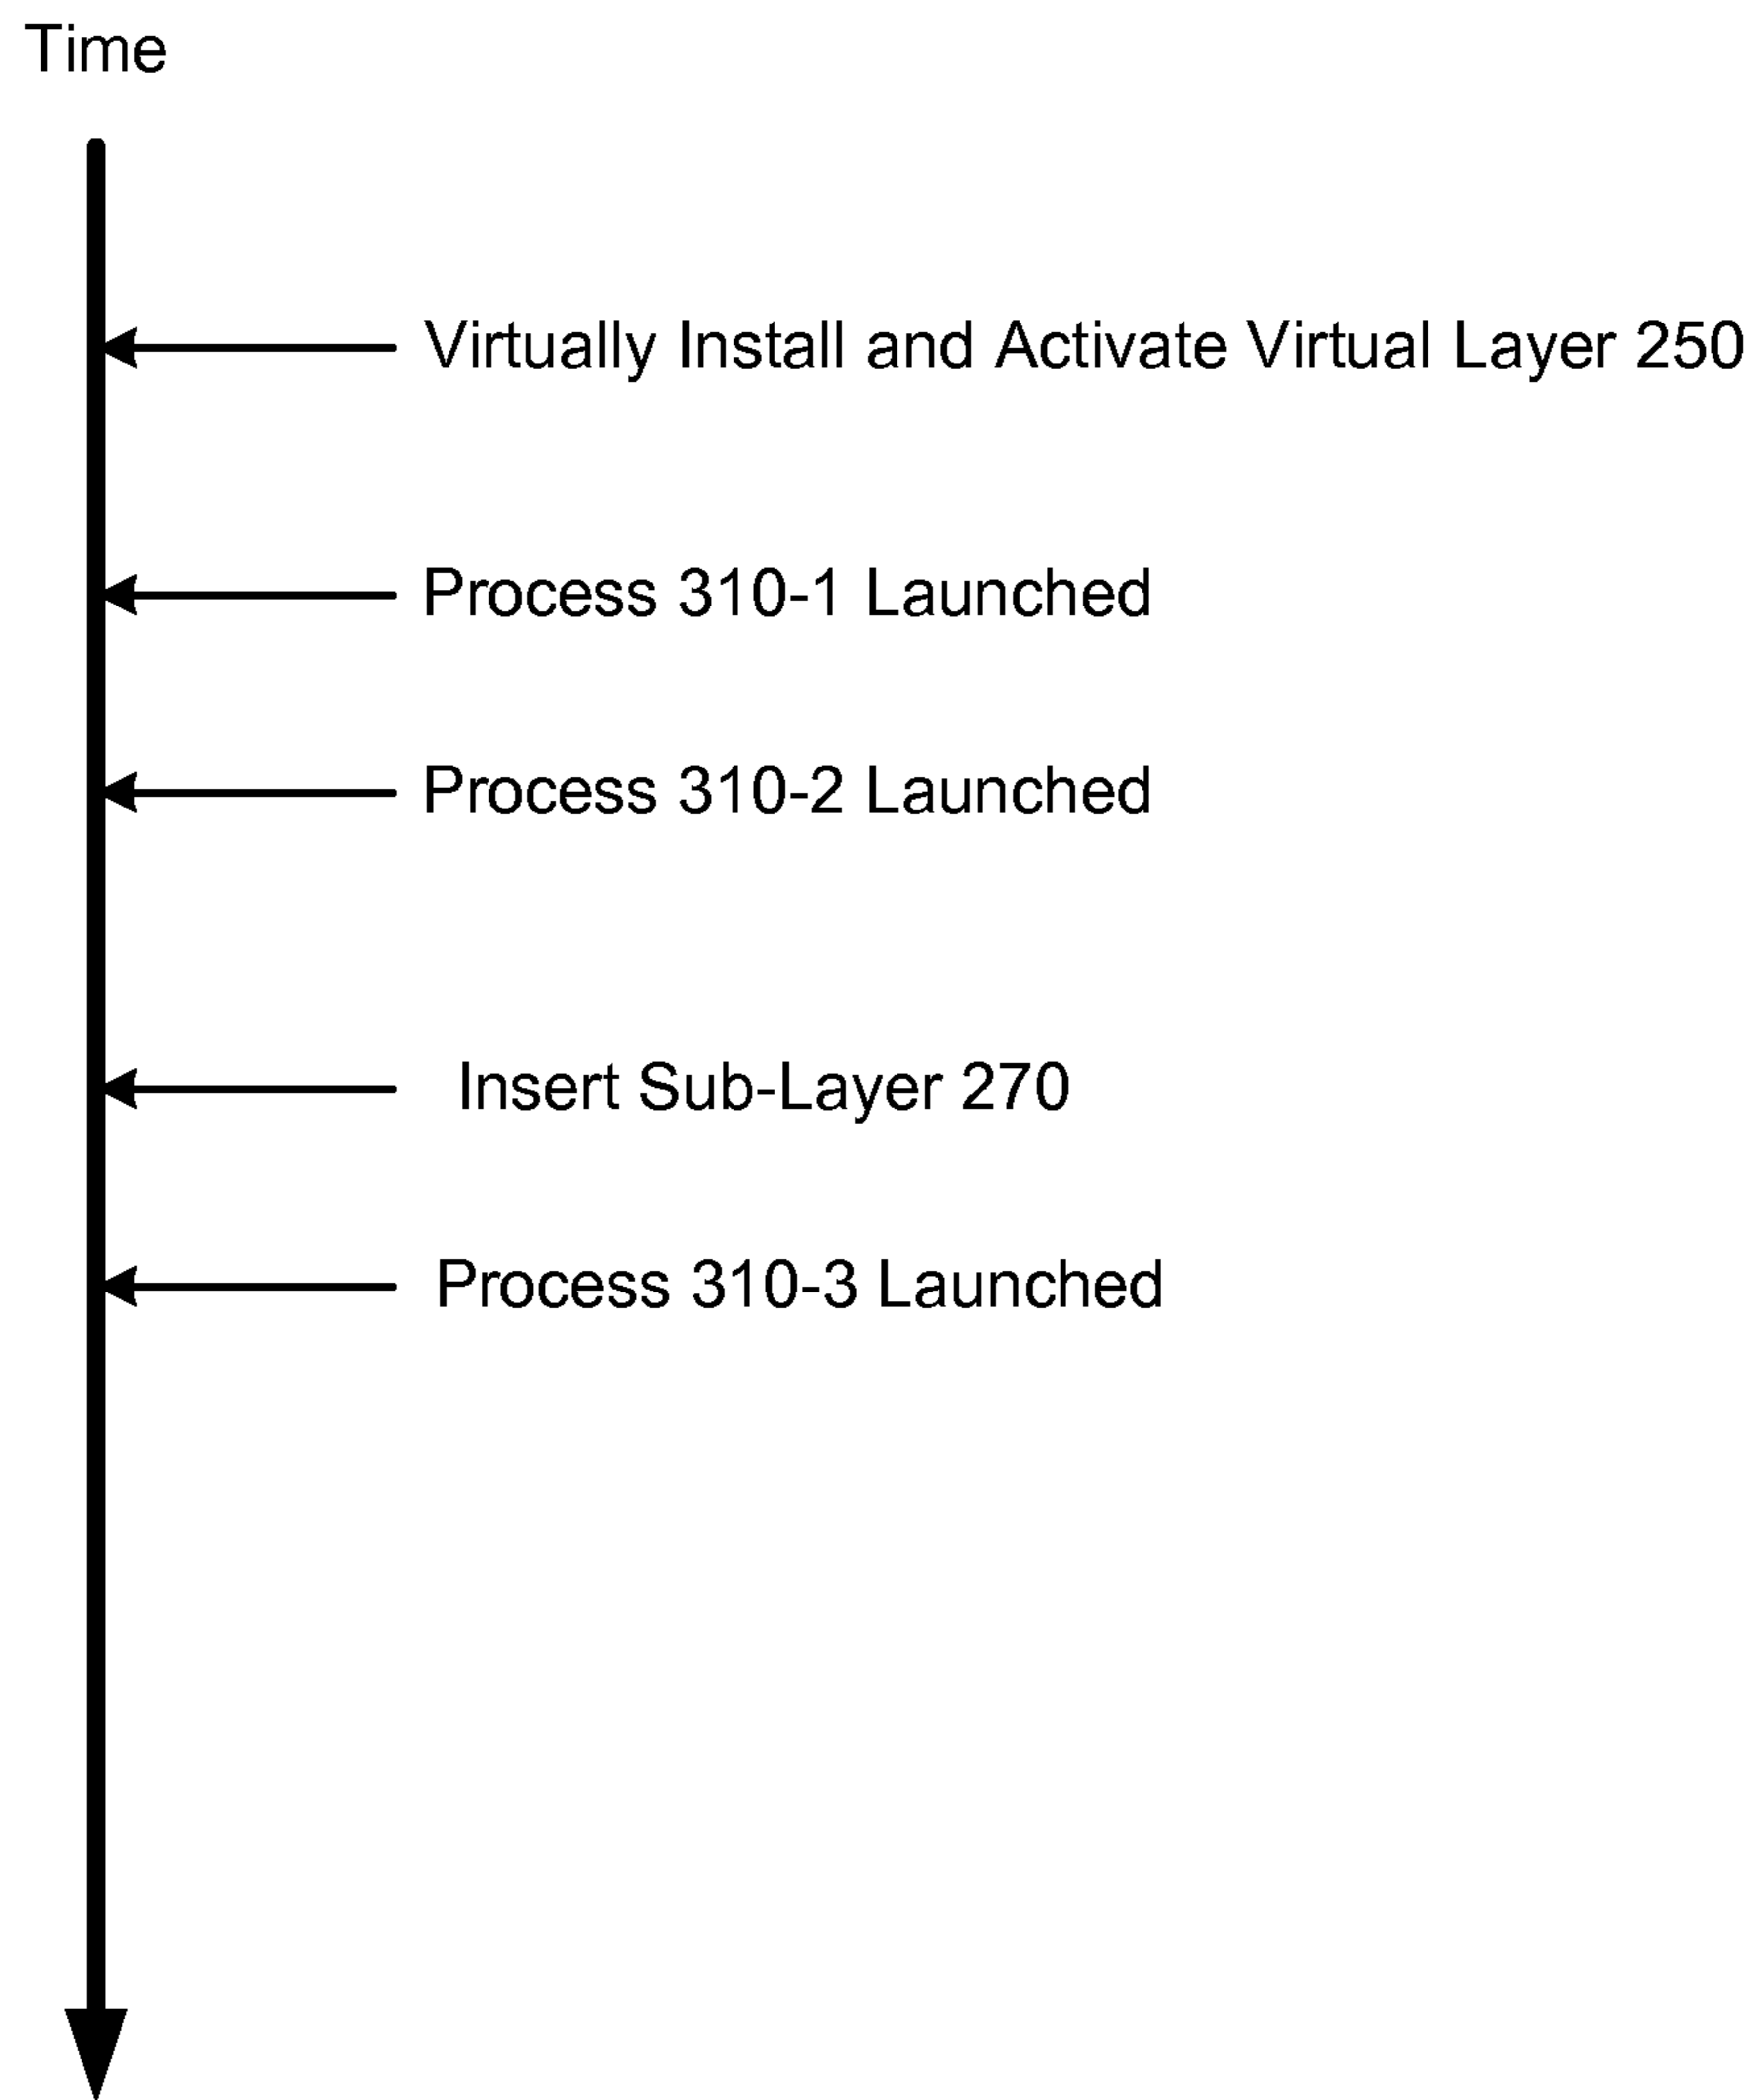 Time
Virtually Install and Activate Virtual Layer 250
Process 310-1 Launched
Process 310-2 Launched
Insert Sub-Layer 270
Process 310-3 Launched